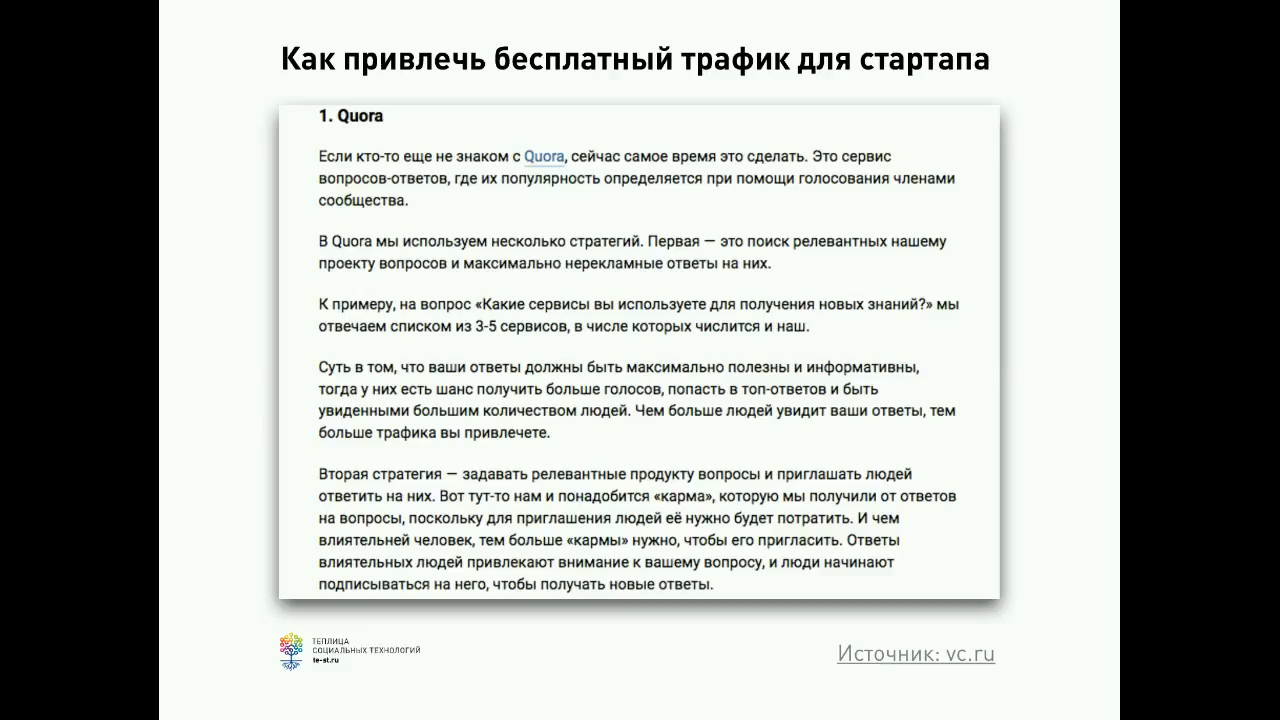 Как привлечь бесплатный трафик для стартапа
1. Quora
Если кто-то еще не знаком с Quora, сейчас самое время это сделать. Это сервис
вопросов-ответов, где их популярность определяется при помощи голосования членами
сообщества.
В Quora мы используем несколько стратегий. Первая — это поиск релевантных нашему
проекту вопросов и максимально нерекламные ответы на них.
К примеру, на вопрос «Какие сервисы вы используете для получения новых знаний?» мы
отвечаем списком из 3-5 сервисов, в числе которых числится и наш.
Суть в том, что ваши ответы должны быть максимально полезны и информативны,
тогда у них есть шанс получить больше голосов, попасть в топ-ответов и быть
увиденными большим количеством людей. Чем больше людей увидит ваши ответы, тем
больше трафика вы привлечете.
Вторая стратегия — задавать релевантные продукту вопросы и приглашать людей
ответить на них. Вот тут-то нам и понадобится «карма», которую мы получили от ответов
на вопросы, поскольку для приглашения людей её нужно будет потратить. И чем
влиятельней человек, тем больше «кармы» нужно, чтобы его пригласить. Ответы
влиятельных людей привлекают внимание к вашему вопросу, и люди начинают
подписываться на него, чтобы получать новые ответы.
ТЕПЛИЦА
СОЦИАЛЬНЫХ ТЕХНОЛОГИЙ
te-st.ru
Источник: vc.ru